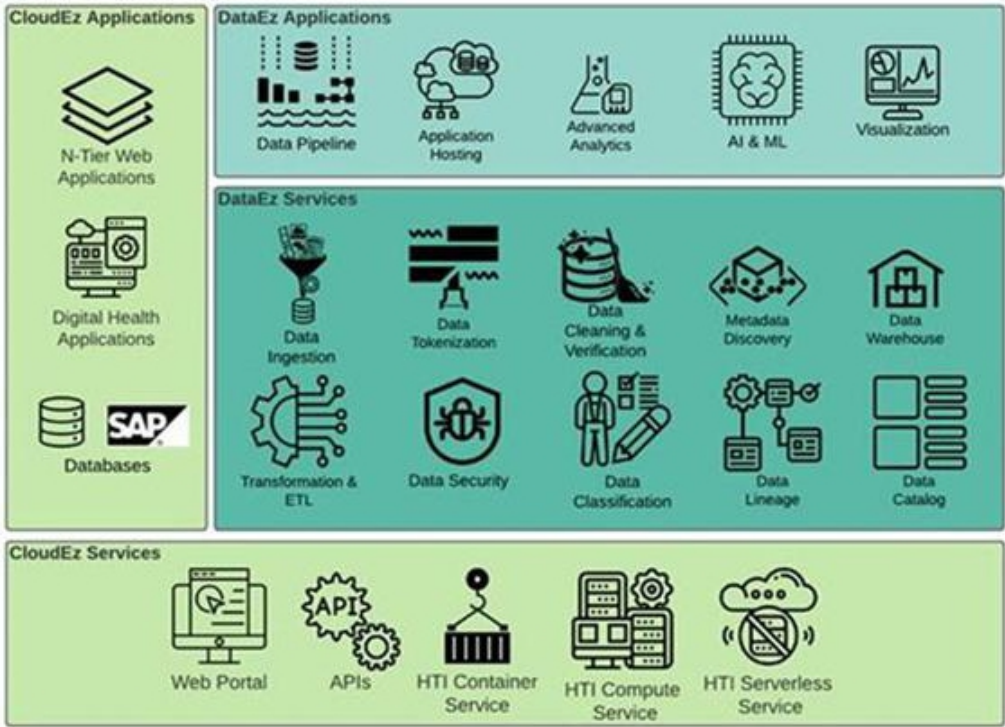 CloudEz Applications
N-Tier Web
Applications
Digital Health
Applications
SAP
Databases
DataEz Applications
Data Pipeline
Application
Hosting
Advanced
Analytics
AI & ML
Visualization
DataEz Services
Data
Ingestion
Data
Tokenization
Data
Cleaning &
Verification
Metadata
Discovery
Data
Warehouse
Transformation &
ETL
Data Security
Data
Classification
Data
Lineage
Data
Catalog
CloudEz Services
Web Portal
API
APIs
HTI Container
Service
HTI Compute
Service
HTI Serverless
Service